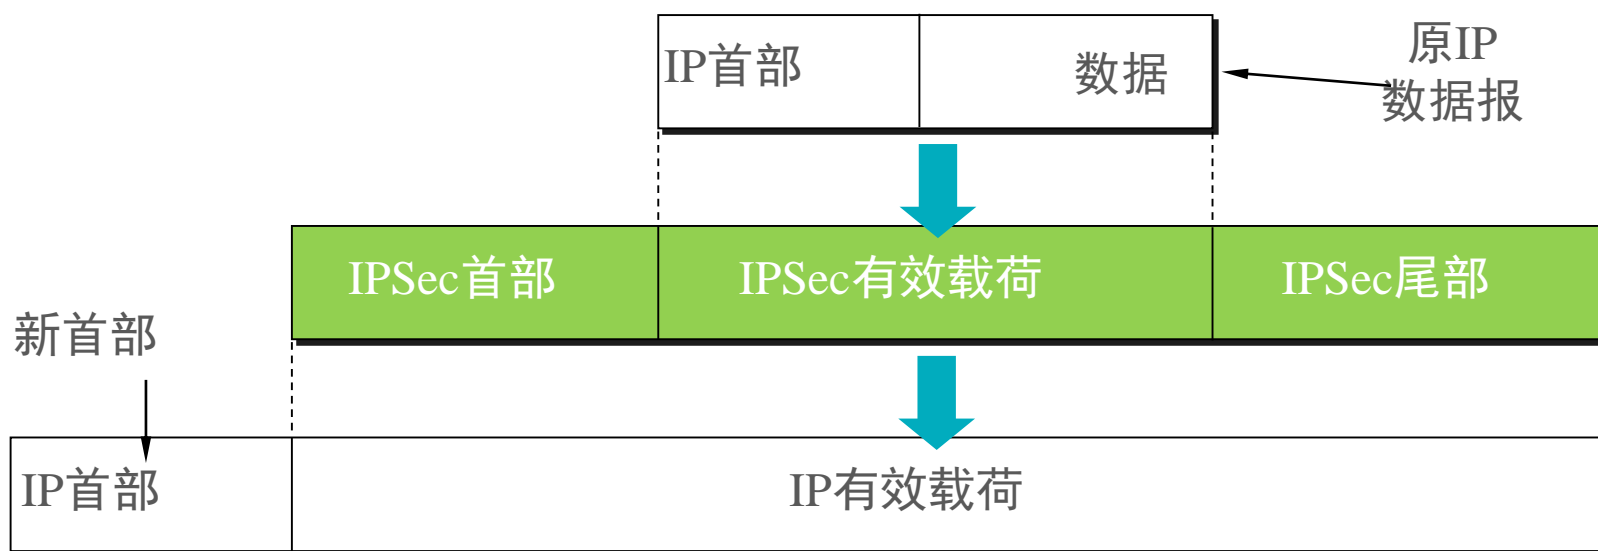 IP首部
数据
原IP
数据报
IPSec首部
IPSec有效载荷
IPSec尾部
新首部
IP首部
IP有效载荷